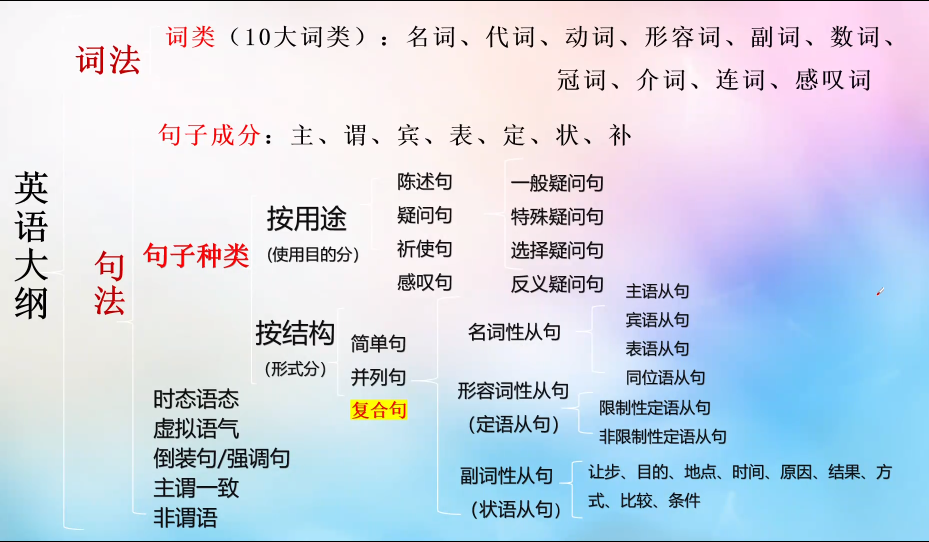 英语大纲
词法
词类（10大词类）：名词、代词、动词、形容词、副词、数词、
冠词、介词、连词、感叹词
句法
句子成分：主、谓、宾、表、定、状、补
句子种类
按用途
(使用目的分）
陈述句
疑问句
祈使句
感叹句
一般疑问句
特殊疑问句
选择疑问句
反义疑问句
按结构
（形式分）
简单句
并列句
复合句
名词性从句
主语从句
宾语从句
表语从句
同位语从句
形容词性从句
（定语从句）
限制性定语从句
非限制性定语从句
副词性从句
（状语从句）
让步、目的、地点、时间、原因、结果、方
式、比较、条件
时态语态
虚拟语气
倒装句/强调句
主谓一致
非谓语